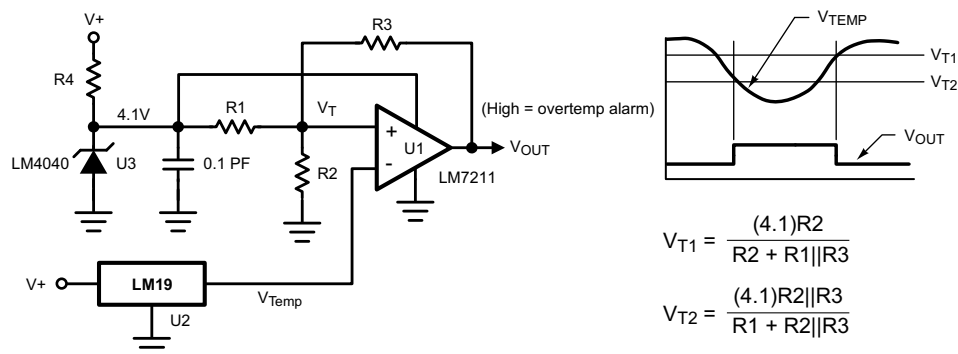 V+
R3
R4
4.1V
R1
VT
LM4040
U3
0.1 PF
R2
+
-
U1
LM7211
(High = overtemp alarm)
VOUT
V+
LM19
U2
VTemp
VTEMP
VT1
VT2
VOUT
VT1 = (4.1)R2 / R2 + R1||R3
VT2 = (4.1)R2||R3 / R1 + R2||R3